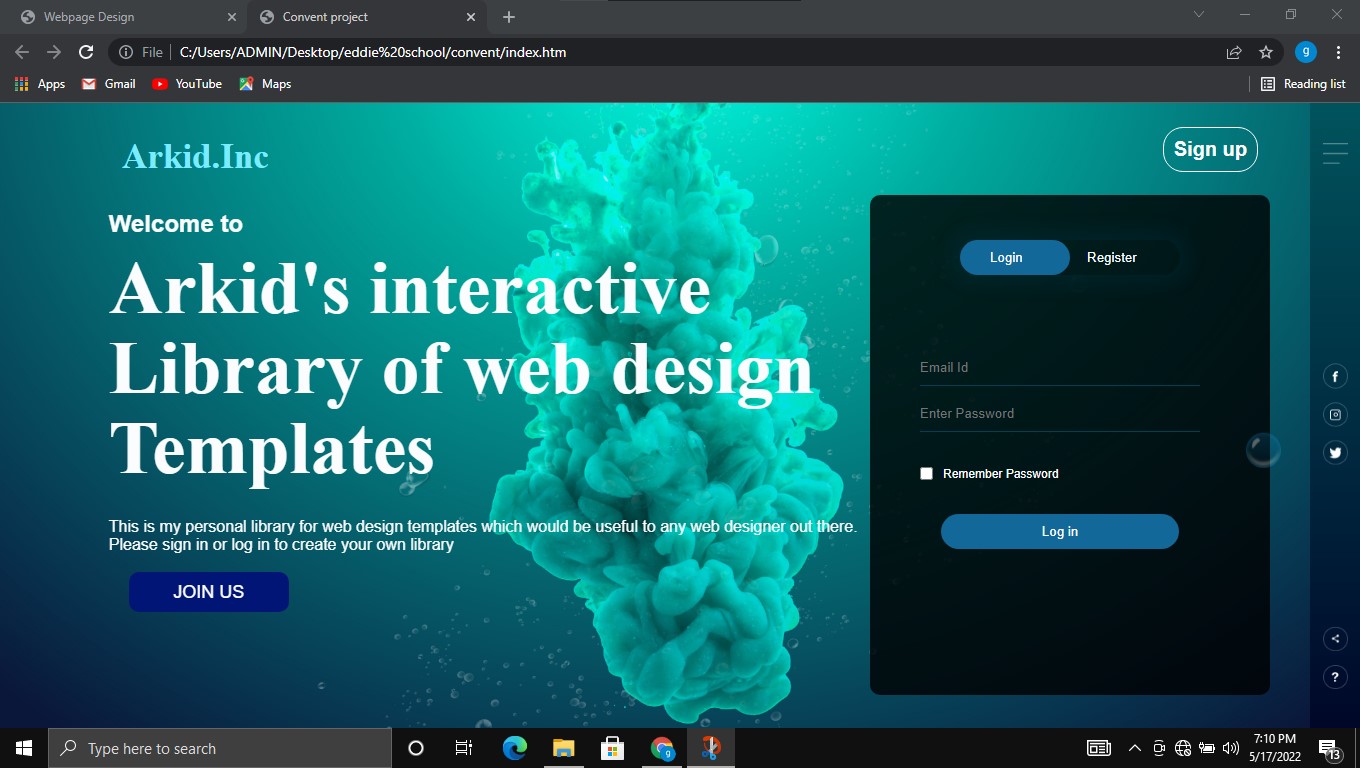 Webpage Design
Convent project
File
C:/Users/ADMIN/Desktop/eddie%20school/convent/index.htm
g
Apps
Gmail
YouTube
Maps
Reading list
Arkid.Inc
Sign up
Welcome to
Arkid's interactive
Library of web design
Templates
This is my personal library for web design templates which would be useful to any web designer out there.
Please sign in or log in to create your own library
JOIN US
Login
Register
Email Id
Enter Password
Remember Password
Log in
f
?
Type here to search
g
7:10 PM
5/17/2022
13